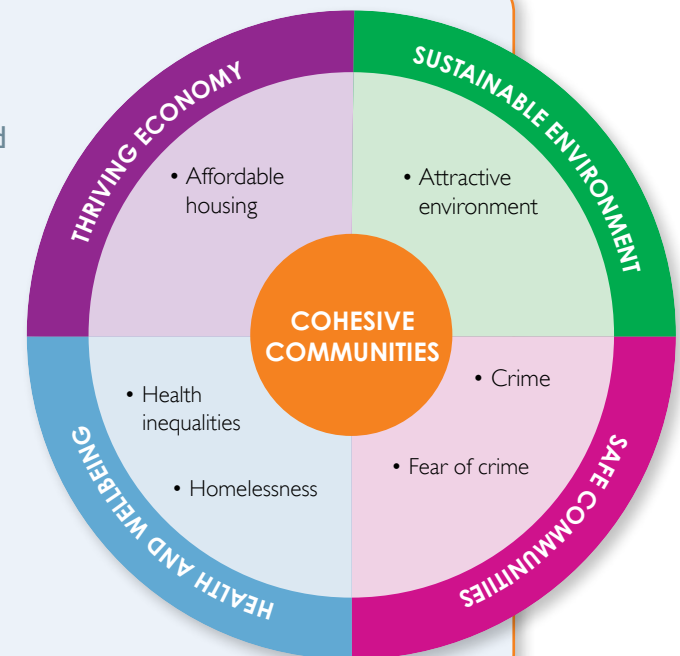 d
THRIVING ECONOMY
SUSTAINABLE ENVIRONMENT
• Affordable
housing
• Attractive
environment
COHESIVE
COMMUNITIES
• Health
inequalities
• Homelessness
• Crime
• Fear of crime
HEALTH AND WELLBEING
SAFE COMMUNITIIES